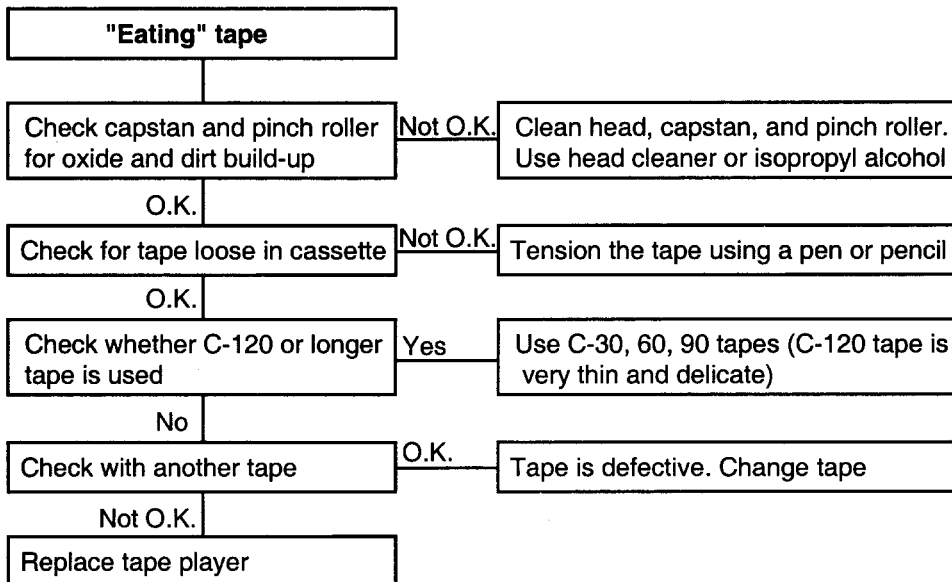 "Eating" tape
Check capstan and pinch roller
for oxide and dirt build-up
Not O.K.
Clean head, capstan, and pinch roller.
Use head cleaner or isopropyl alcohol
O.K.
Check for tape loose in cassette
Not O.K.
Tension the tape using a pen or pencil
O.K.
Check whether C-120 or longer
tape is used
Yes
Use C-30, 60, 90 tapes (C-120 tape is
very thin and delicate)
No
Check with another tape
O.K.
Tape is defective. Change tape
Not O.K.
Replace tape player